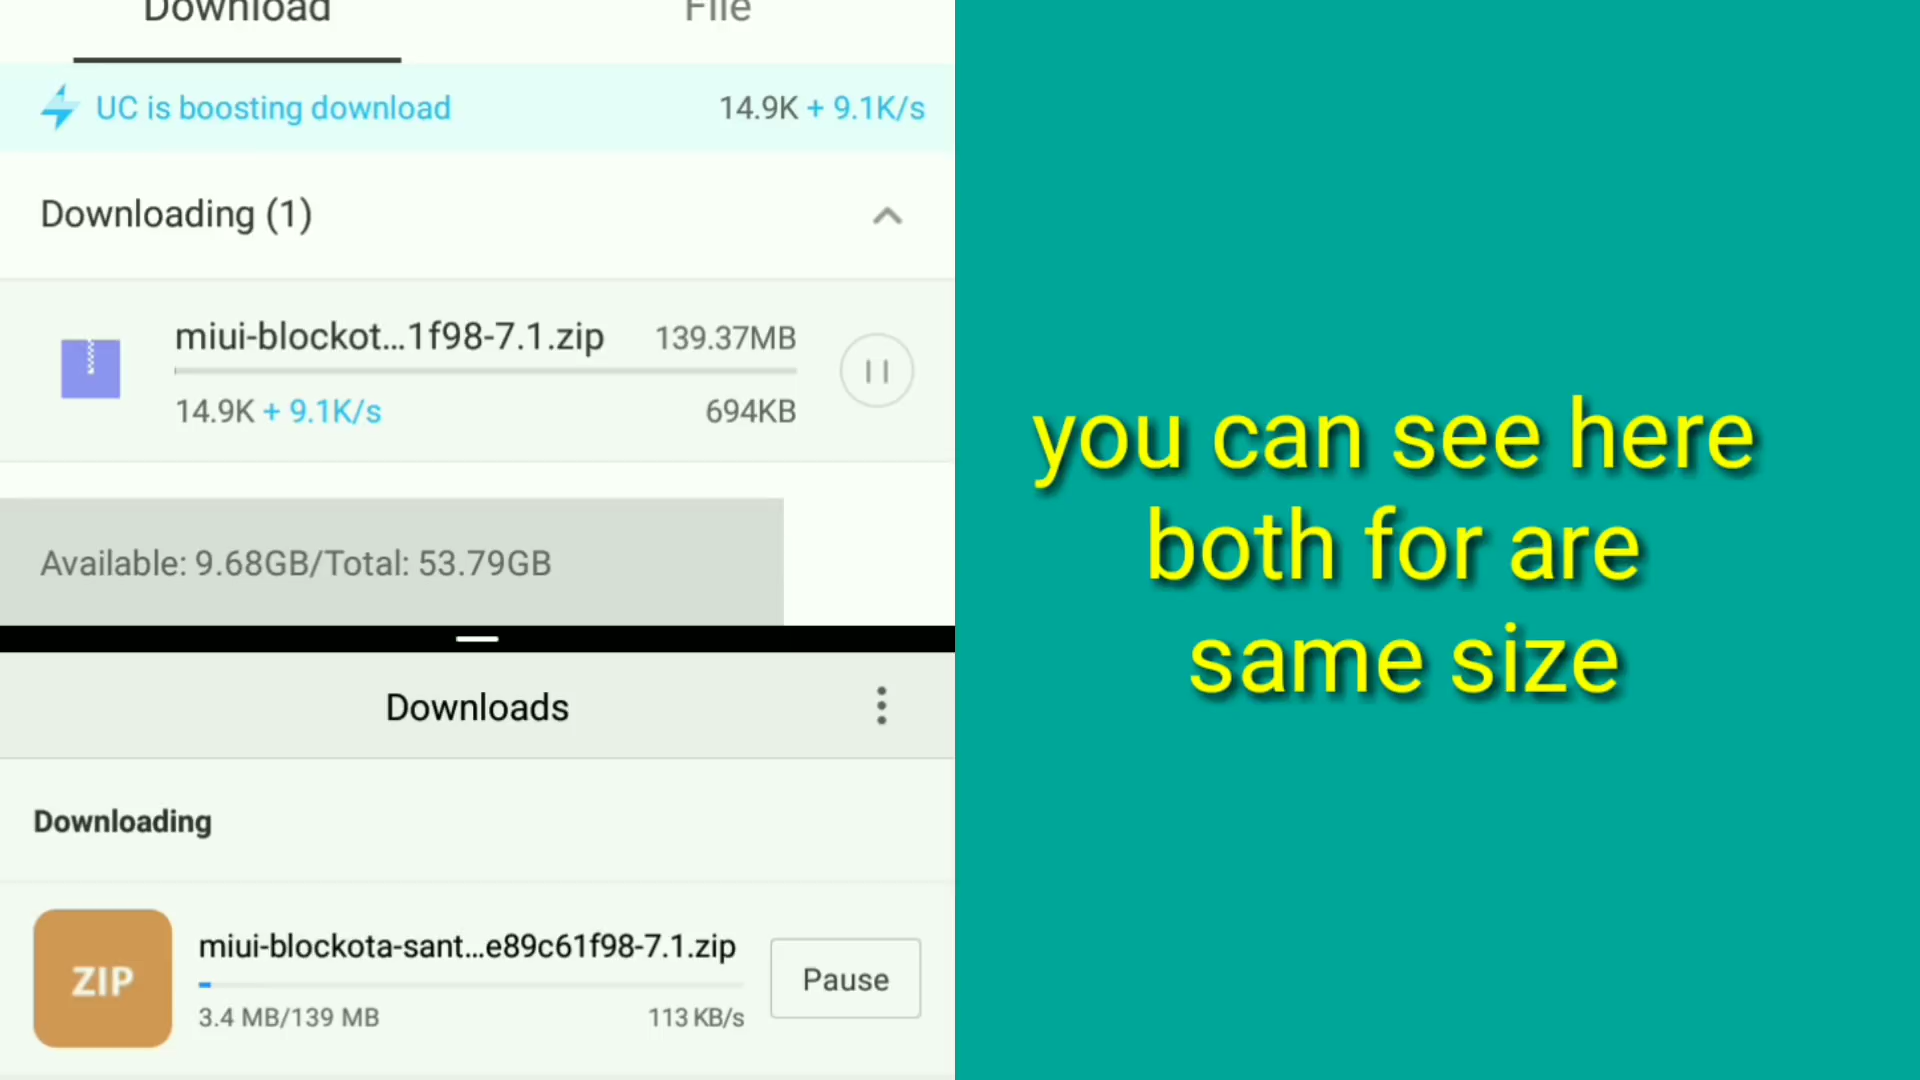 Download File
UC is boosting download 14.9K + 9.1K/s
Downloading (1)
miui-blockot...1f98-7.1.zip 139.37MB
14.9K + 9.1K/s 694KB
Available: 9.68GB/Total: 53.79GB
Downloads
Downloading
ZIP
miui-blockota-sant...e89c61f98-7.1.zip
3.4 MB/139 MB 113 KB/s
Pause
you can see here
both for are
same size